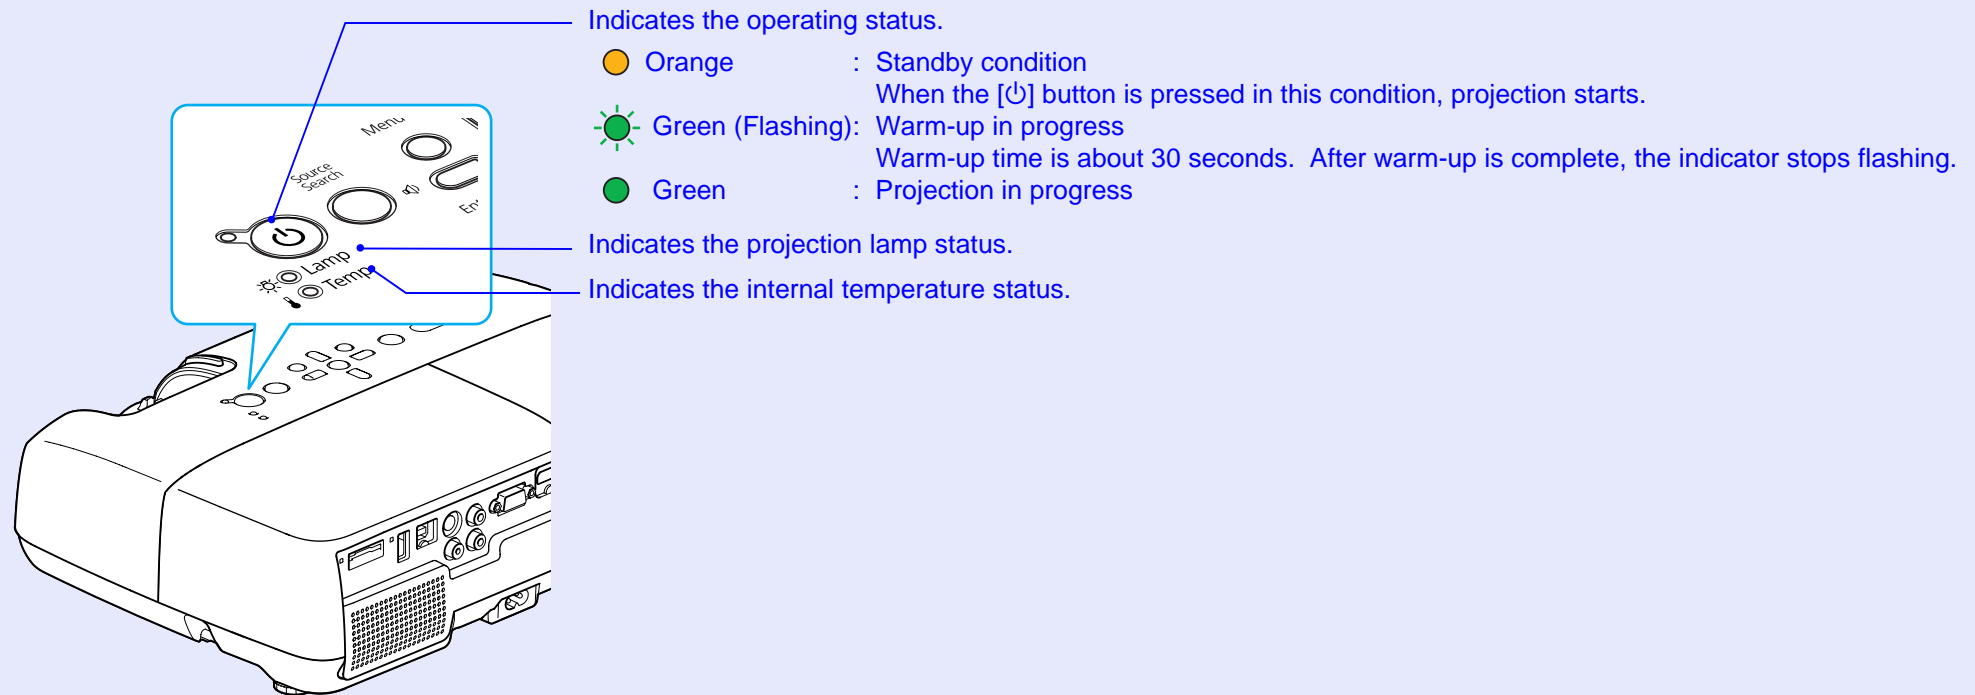 Indicates the operating status.
Orange : Standby condition
When the [⏻] button is pressed in this condition, projection starts.
Green (Flashing): Warm-up in progress
Warm-up time is about 30 seconds. After warm-up is complete, the indicator stops flashing.
Green : Projection in progress
Indicates the projection lamp status.
Indicates the internal temperature status.
Menu
Source
Search
Lamp
Temp